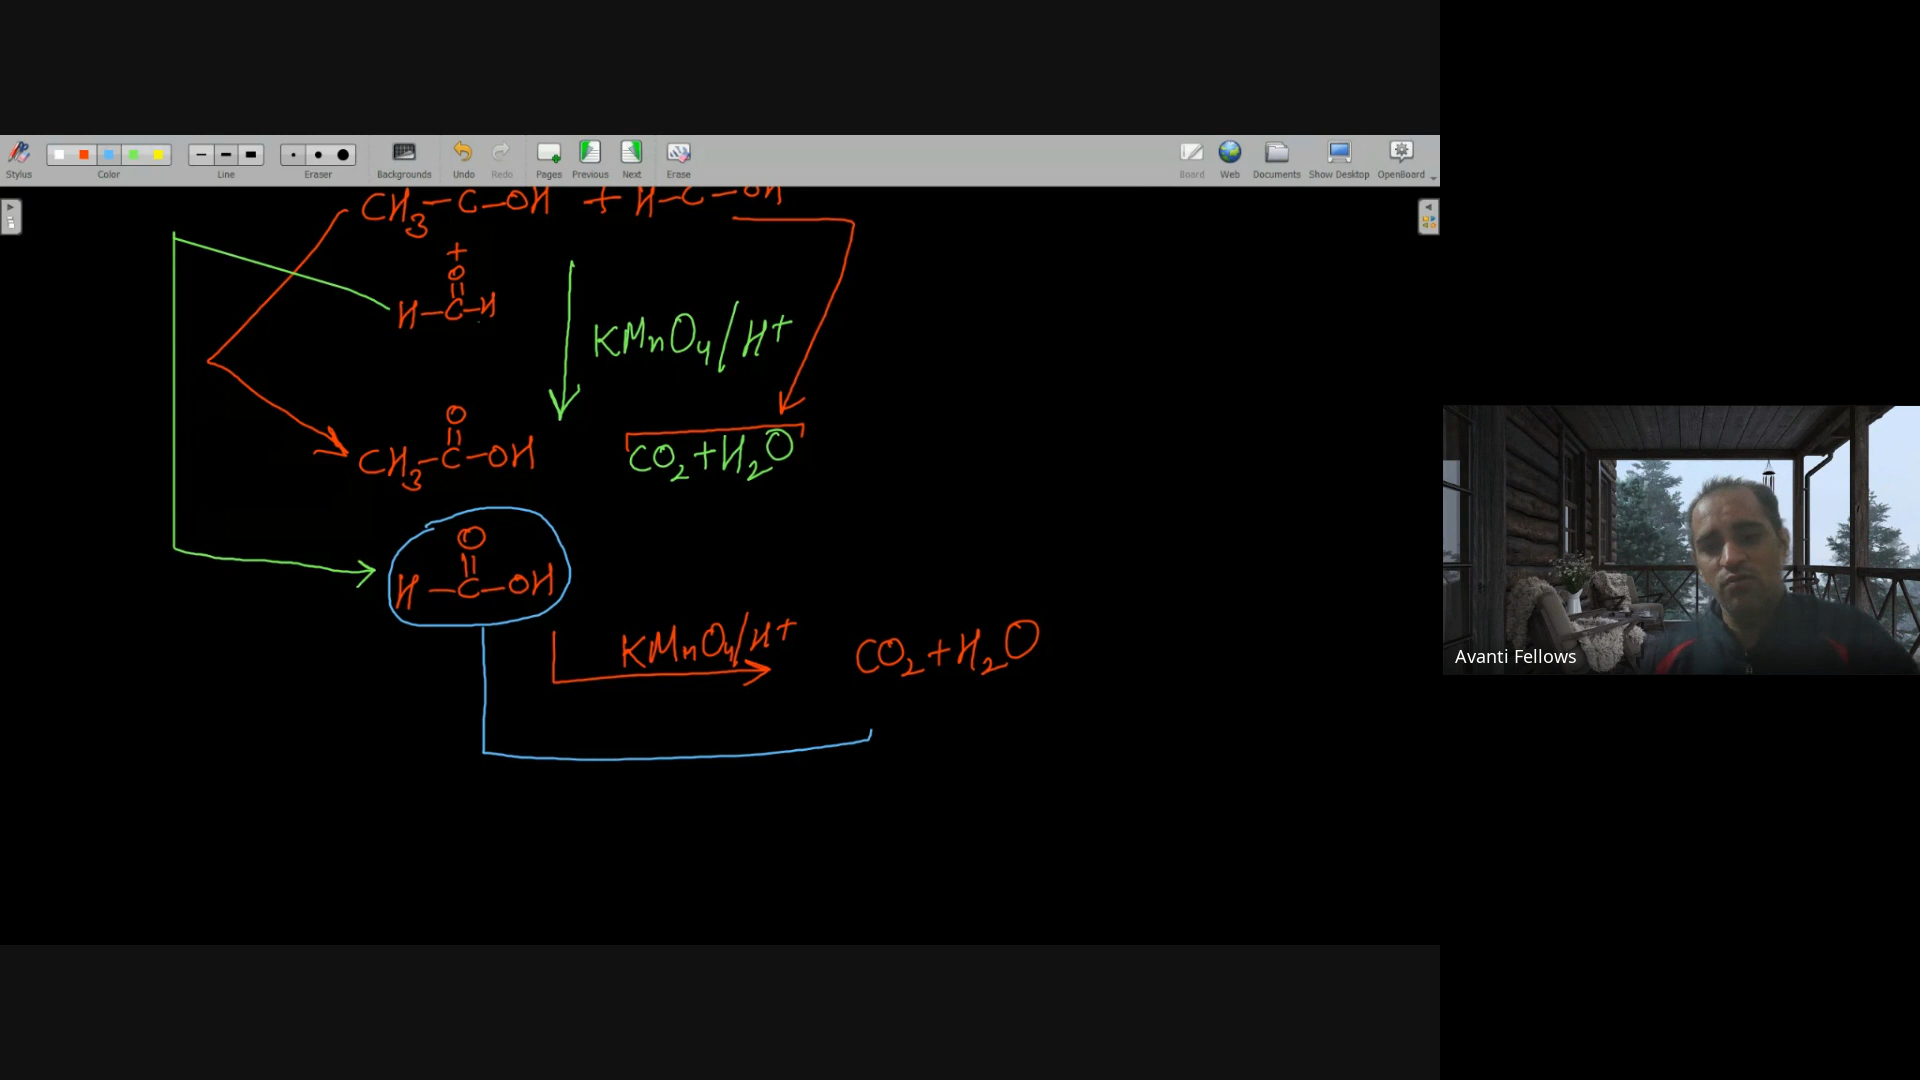 Stylus Color Line Eraser Backgrounds Undo Redo Pages Previous Next Erase Board Web Documents Show Desktop OpenBoard
CH3-C-OH + H-C-OH
+
O
||
H-C-H
KMnO4/H+
O
||
CH3-C-OH
CO2+H2O
O
||
H-C-OH
KMnO4/H+
CO2+H2O
Avanti Fellows